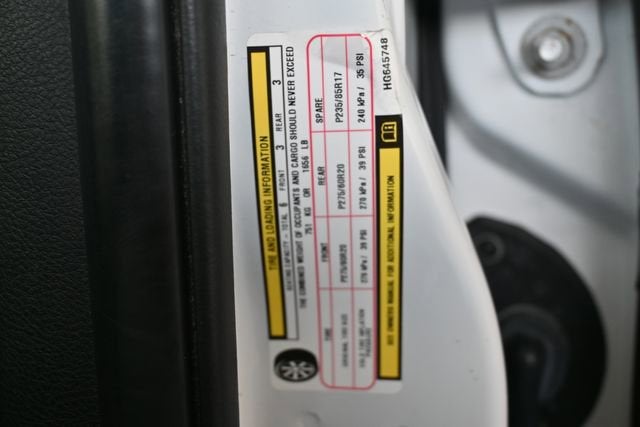 TIRE AND LOADING INFORMATION
SEATING CAPACITY - TOTAL 6 FRONT 3 REAR 3
THE COMBINED WEIGHT OF OCCUPANTS AND CARGO SHOULD NEVER EXCEED
751 KG OR 1656 LB
TIRE FRONT REAR SPARE
ORIGINAL TIRE SIZE P275/60R20 P275/60R20 P235/85R17
COLD TIRE INFLATION PRESSURE 270 kPa / 39 PSI 270 kPa / 39 PSI 240 kPa / 35 PSI
SEE OWNERS MANUAL FOR ADDITIONAL INFORMATION
HG645748